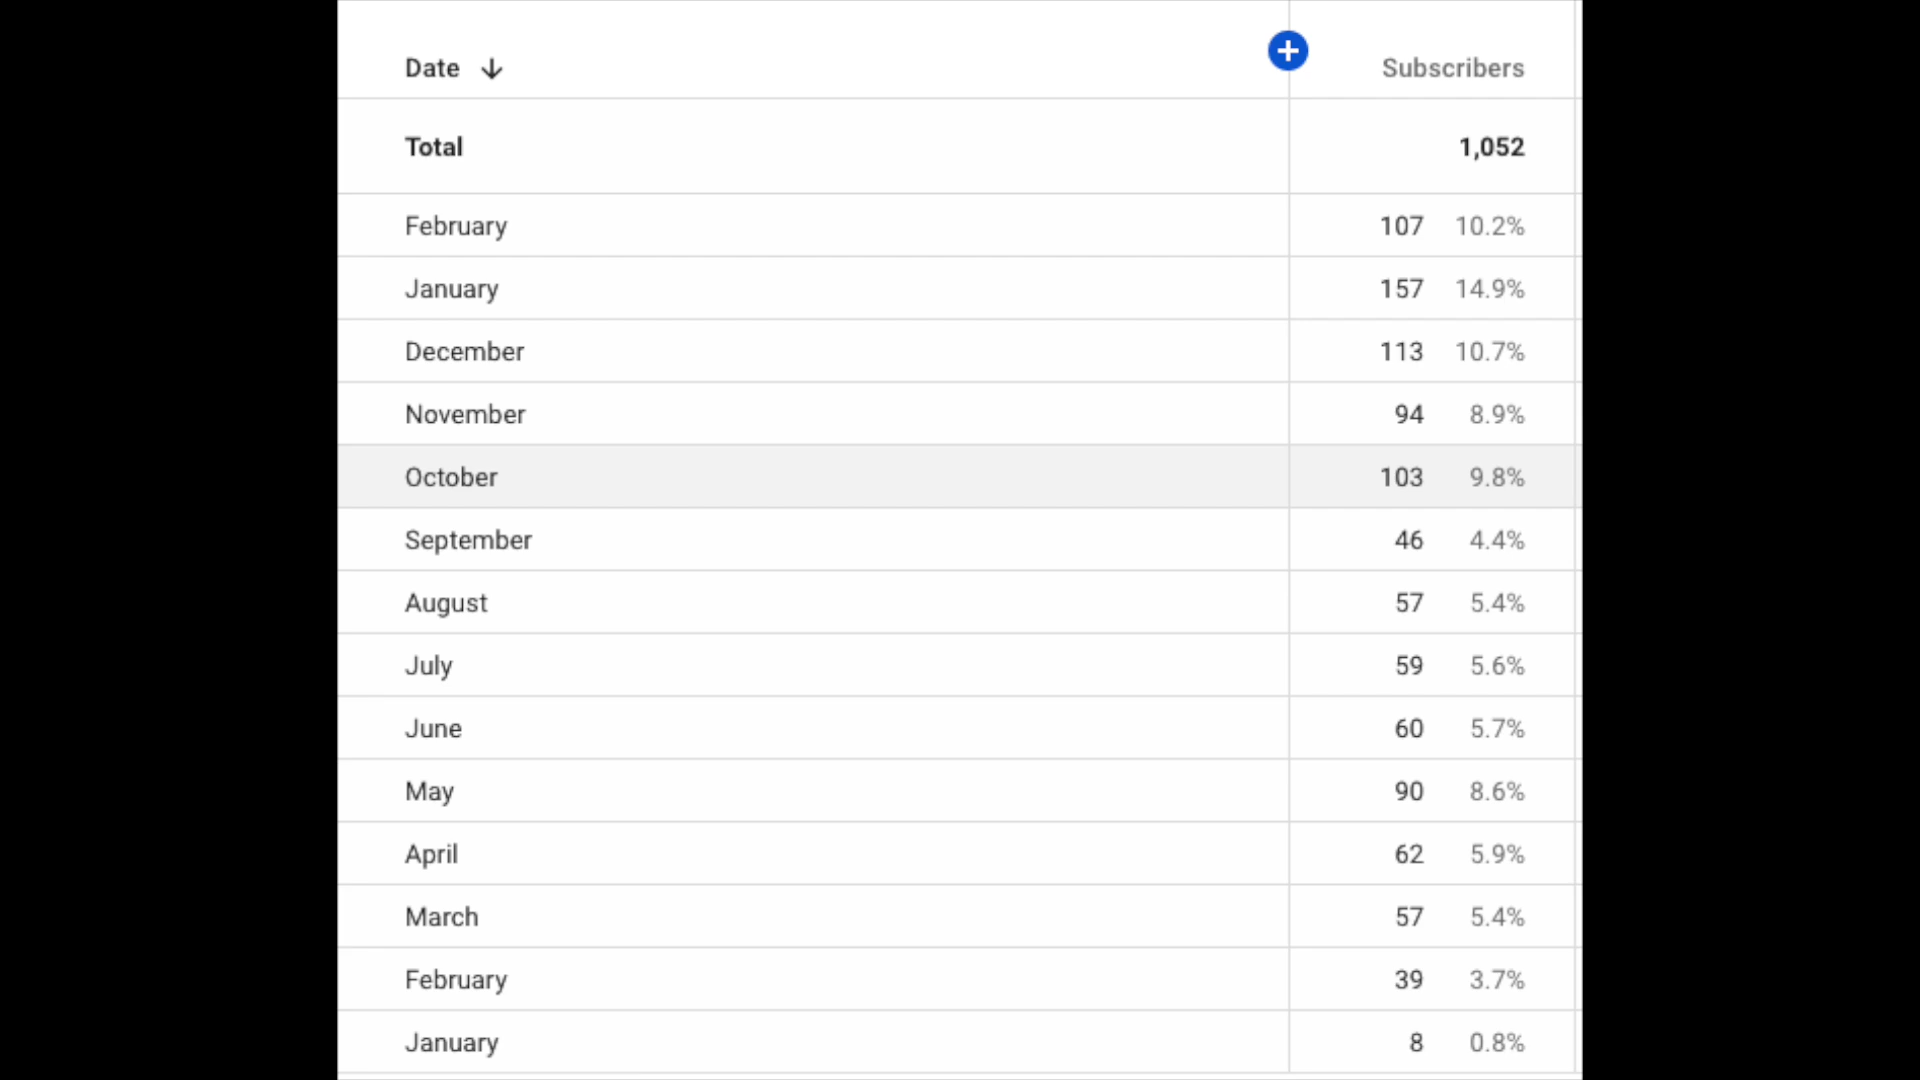 Date Subscribers
Total 1,052
February 107 10.2%
January 157 14.9%
December 113 10.7%
November 94 8.9%
October 103 9.8%
September 46 4.4%
August 57 5.4%
July 59 5.6%
June 60 5.7%
May 90 8.6%
April 62 5.9%
March 57 5.4%
February 39 3.7%
January 8 0.8%